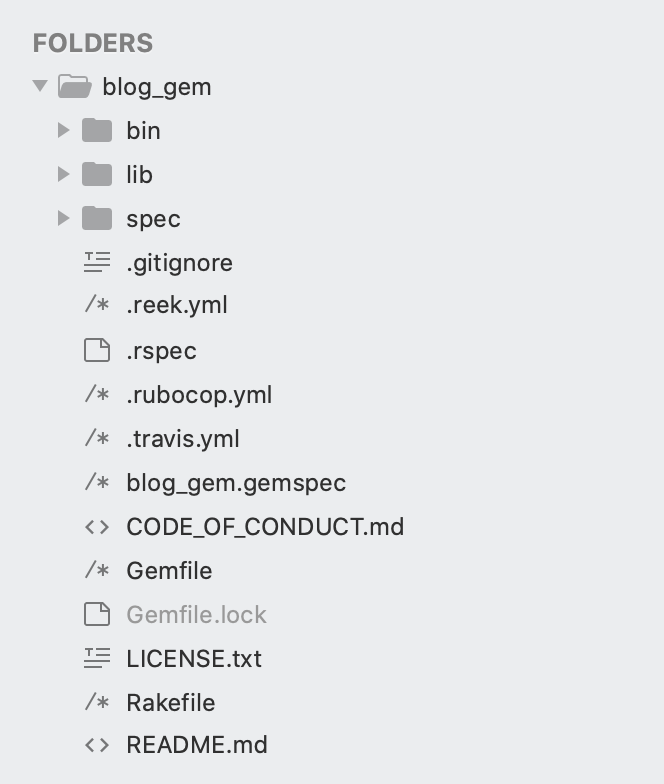 FOLDERS
blog_gem
bin
lib
spec
.gitignore
.reek.yml
.rspec
.rubocop.yml
.travis.yml
blog_gem.gemspec
CODE_OF_CONDUCT.md
Gemfile
Gemfile.lock
LICENSE.txt
Rakefile
README.md